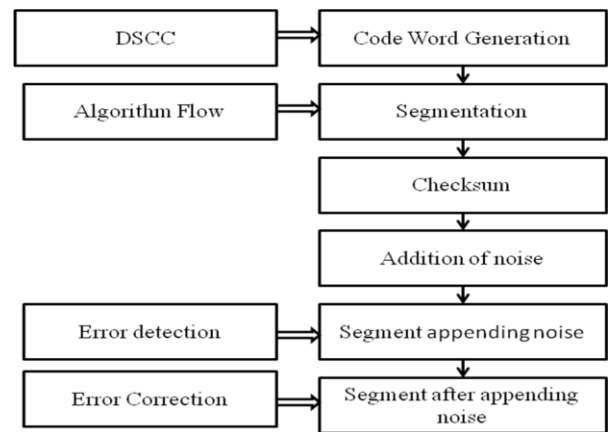 DSCC
Code Word Generation
Algorithm Flow
Segmentation
Checksum
Addition of noise
Error detection
Segment appending noise
Error Correction
Segment after appending
noise